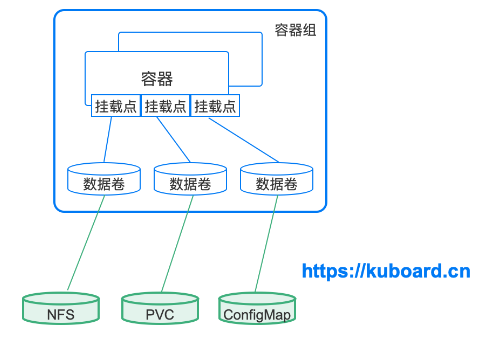 容器组
容器
挂载点 挂载点 挂载点
数据卷 数据卷 数据卷
https://kuboard.cn
NFS PVC ConfigMap